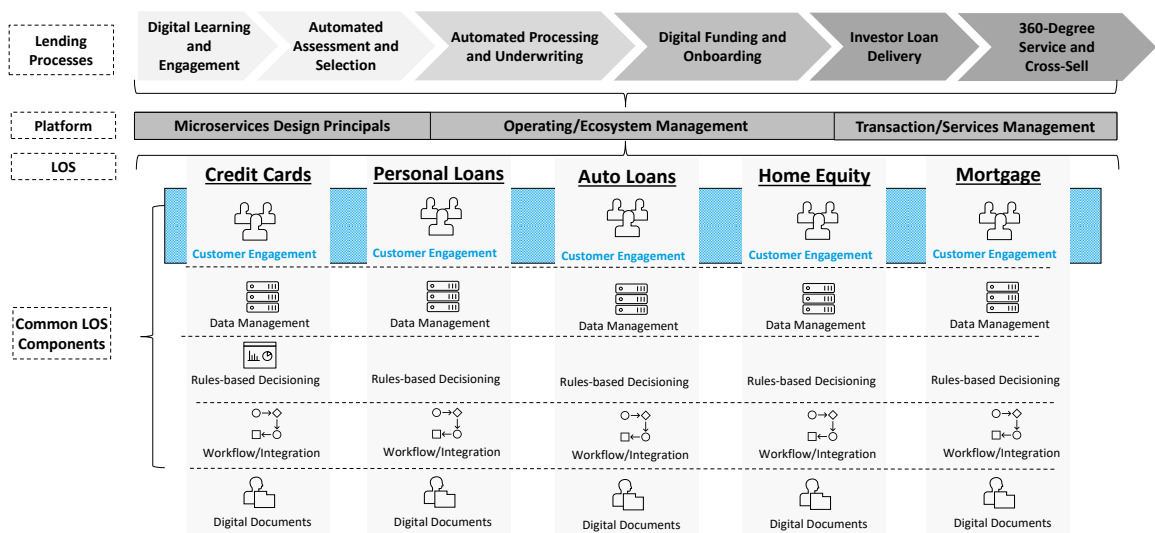 Lending
Processes
Digital Learning
and
Engagement
Automated
Assessment and
Selection
Automated Processing
and Underwriting
Digital Funding and
Onboarding
Investor Loan
Delivery
360-Degree
Service and
Cross-Sell
Platform
Microservices Design Principals
Operating/Ecosystem Management
Transaction/Services Management
LOS
Credit Cards
Personal Loans
Auto Loans
Home Equity
Mortgage
Customer Engagement
Customer Engagement
Customer Engagement
Customer Engagement
Customer Engagement
Common LOS
Components
Data Management
Data Management
Data Management
Data Management
Data Management
Rules-based Decisioning
Rules-based Decisioning
Rules-based Decisioning
Rules-based Decisioning
Rules-based Decisioning
Workflow/Integration
Workflow/Integration
Workflow/Integration
Workflow/Integration
Workflow/Integration
Digital Documents
Digital Documents
Digital Documents
Digital Documents
Digital Documents